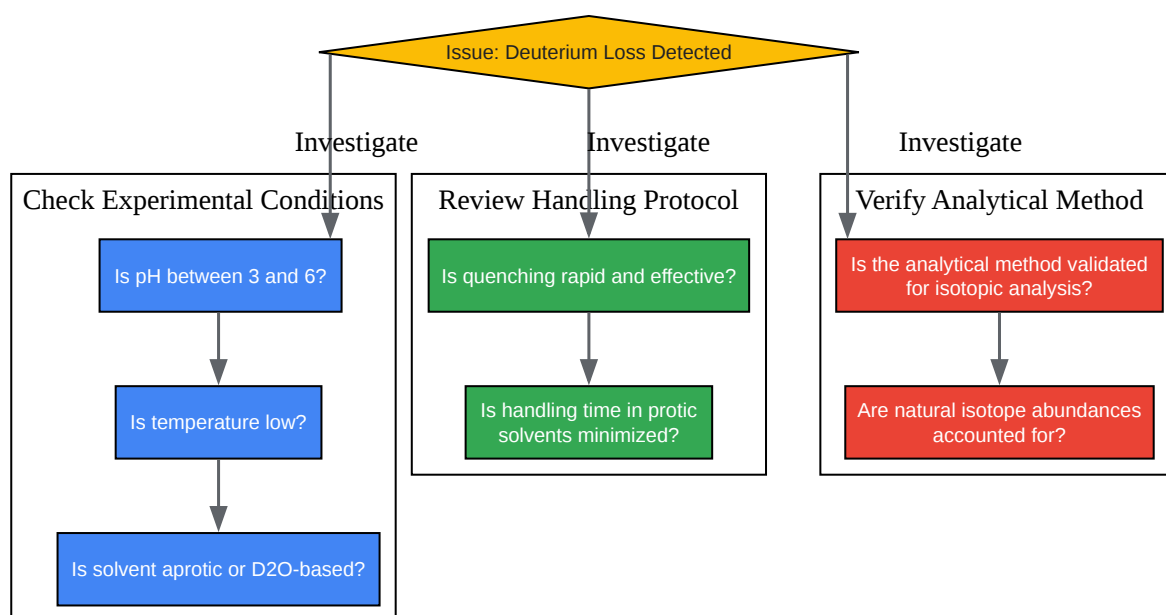 Issue: Deuterium Loss Detected
Investigate
Investigate
Investigate
Check Experimental Conditions
Is pH between 3 and 6?
Is temperature low?
Is solvent aprotic or D2O-based?
Review Handling Protocol
Is quenching rapid and effective?
Is handling time in protic
solvents minimized?
Verify Analytical Method
Is the analytical method validated
for isotopic analysis?
Are natural isotope abundances
accounted for?